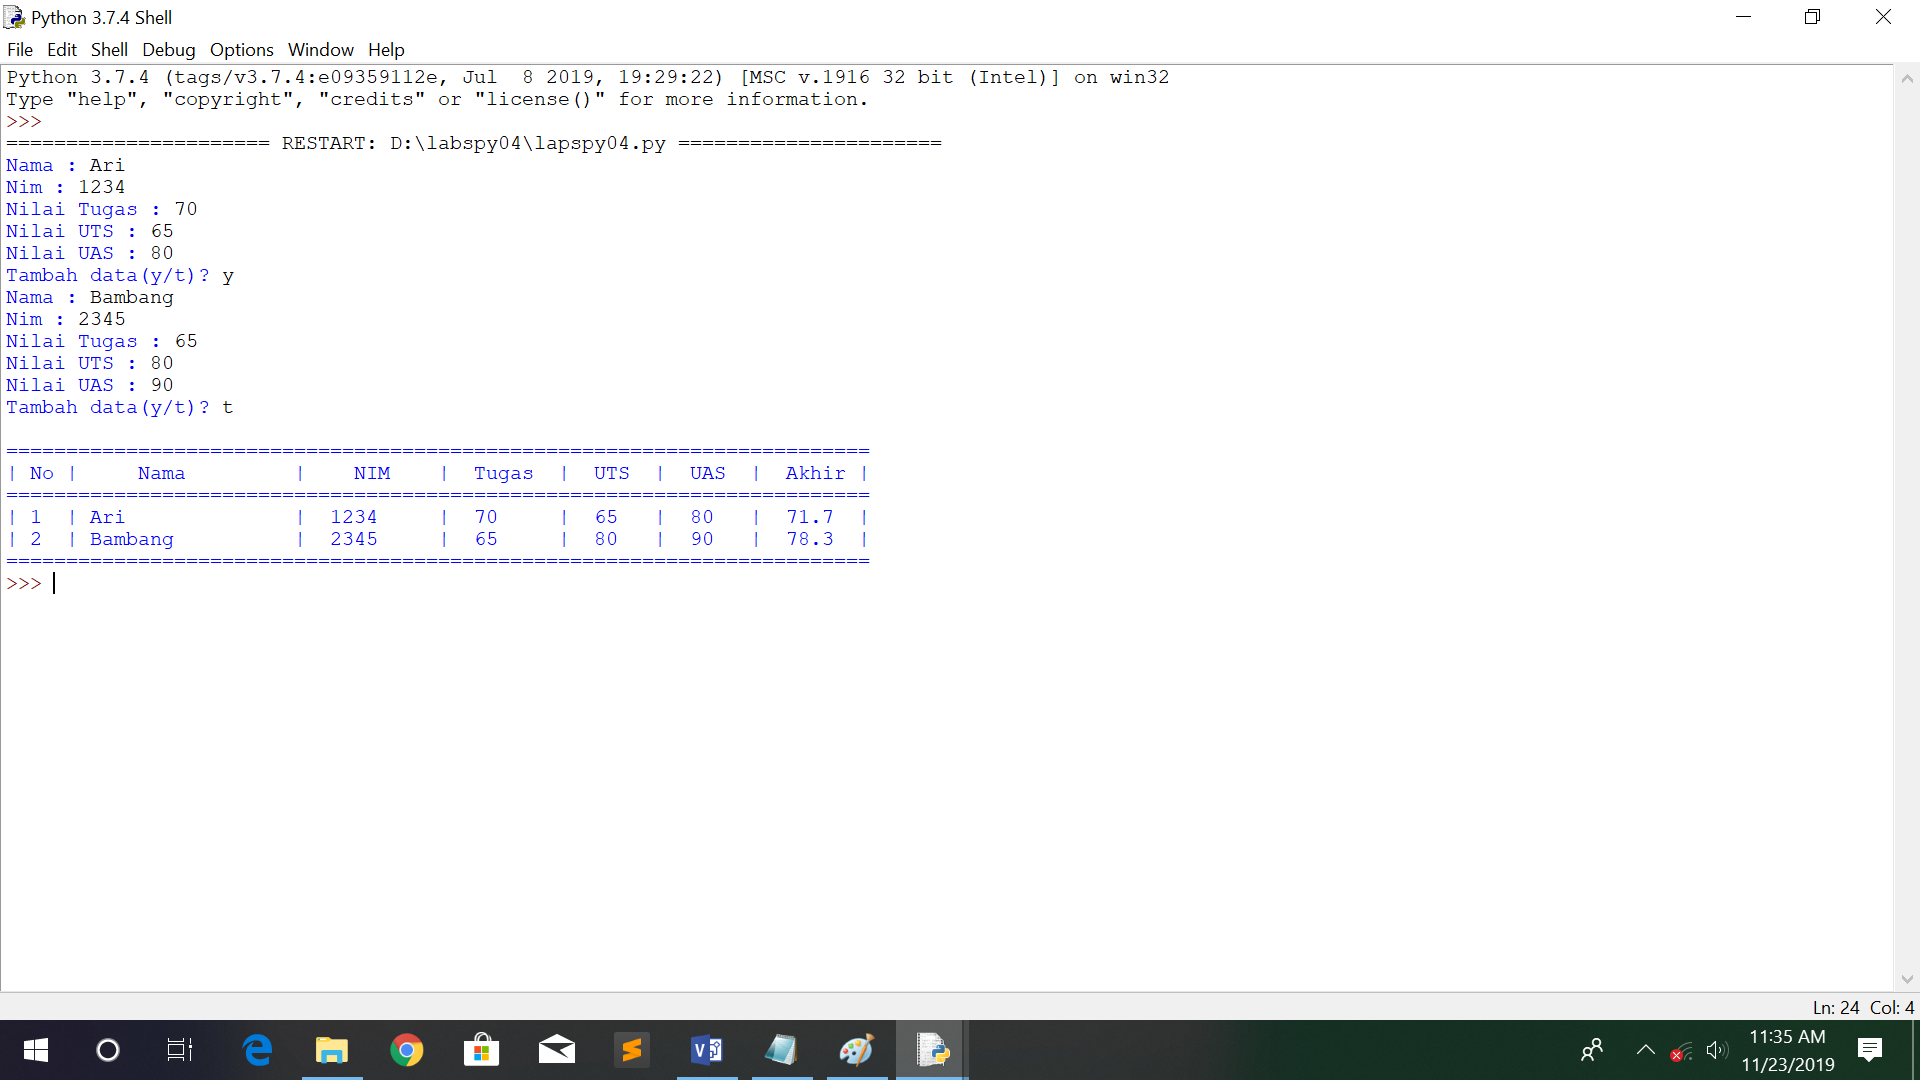 Python 3.7.4 Shell
File Edit Shell Debug Options Window Help
Python 3.7.4 (tags/v3.7.4:e09359112e, Jul  8 2019, 19:29:22) [MSC v.1916 32 bit (Intel)] on win32
Type "help", "copyright", "credits" or "license()" for more information.
>>>
====================== RESTART: D:\labspy04\lapspy04.py ======================
Nama : Ari
Nim : 1234
Nilai Tugas : 70
Nilai UTS : 65
Nilai UAS : 80
Tambah data(y/t)? y
Nama : Bambang
Nim : 2345
Nilai Tugas : 65
Nilai UTS : 80
Nilai UAS : 90
Tambah data(y/t)? t
========================================================================
| No |     Nama         |    NIM    |  Tugas  |  UTS  |  UAS  |  Akhir |
========================================================================
| 1  | Ari              |  1234     |  70     |  65   |  80   |  71.7  |
| 2  | Bambang          |  2345     |  65     |  80   |  90   |  78.3  |
========================================================================
>>>
Ln: 24 Col: 4
11:35 AM
11/23/2019